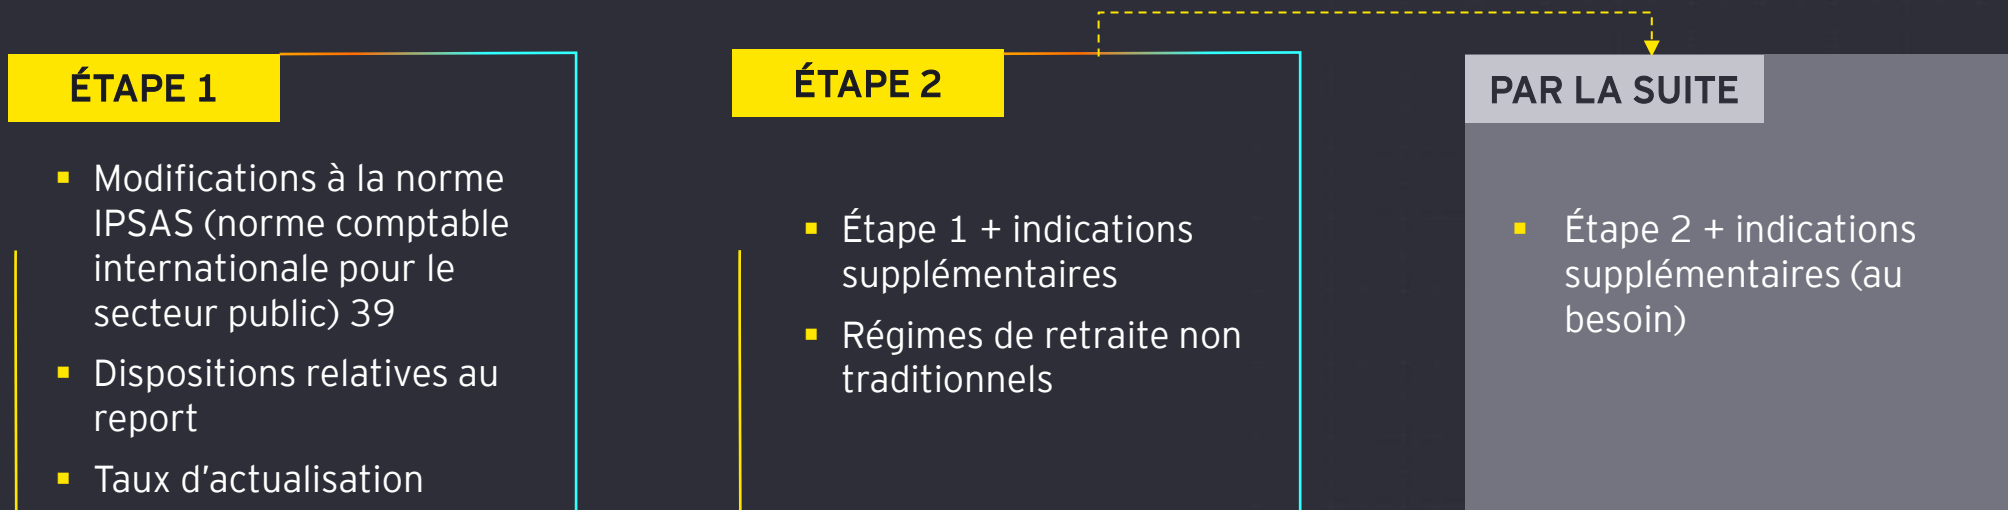 ÉTAPE 1
Modifications à la norme
IPSAS (norme comptable
internationale pour le
secteur public) 39
Dispositions relatives au
report
Taux d’actualisation
ÉTAPE 2
Étape 1 + indications
supplémentaires
Régimes de retraite non
traditionnels
PAR LA SUITE
Étape 2 + indications
supplémentaires (au
besoin)